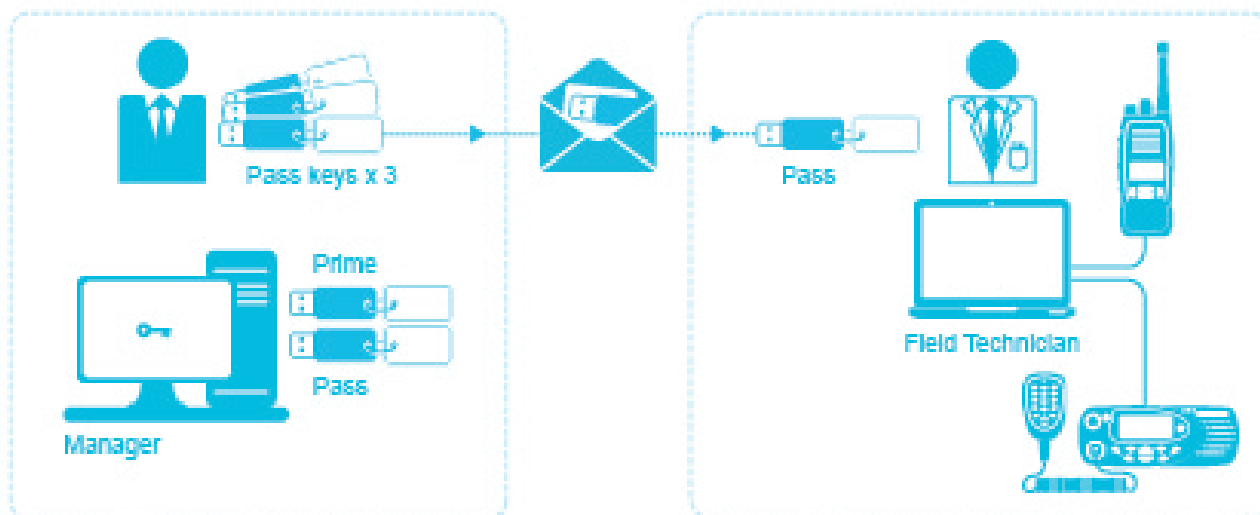 Pass keys x 3
Pass
Prime
Pass
Manager
Field Technician